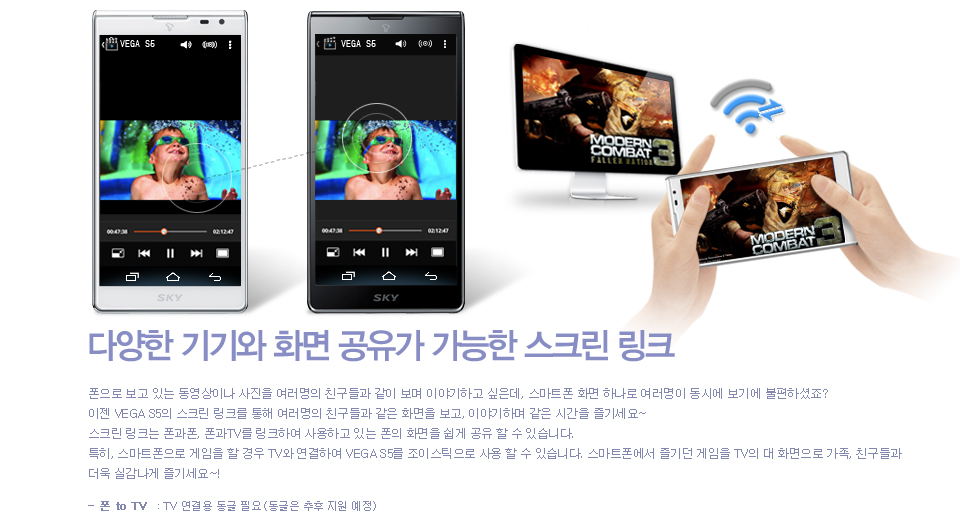 VEGA S5
VEGA S5
00:47:38 02:12:47
00:47:38 02:12:47
SKY
SKY
MODERN
COMBAT 3
FALLEN NATION
MODERN
COMBAT 3
다양한 기기와 화면 공유가 가능한 스크린 링크
폰으로 보고 있는 동영상이나 사진을 여러명의 친구들과 같이 보며 이야기하고 싶은데, 스마트폰 화면 하나로 여러명이 동시에 보기에 불편하셨죠?
이젠 VEGA S5의 스크린 링크를 통해 여러명의 친구들과 같은 화면을 보고, 이야기하며 같은 시간을 즐기세요~
스크린 링크는 폰과폰, 폰과TV를 링크하여 사용하고 있는 폰의 화면을 쉽게 공유 할 수 있습니다.
특히, 스마트폰으로 게임을 할 경우 TV와 연결하여 VEGA S5를 조이스틱으로 사용 할 수 있습니다. 스마트폰에서 즐기던 게임을 TV의 대 화면으로 가족, 친구들과
더욱 실감나게 즐기세요~!
- 폰 to TV : TV 연결용 동글 필요(동글은 추후 지원 예정)